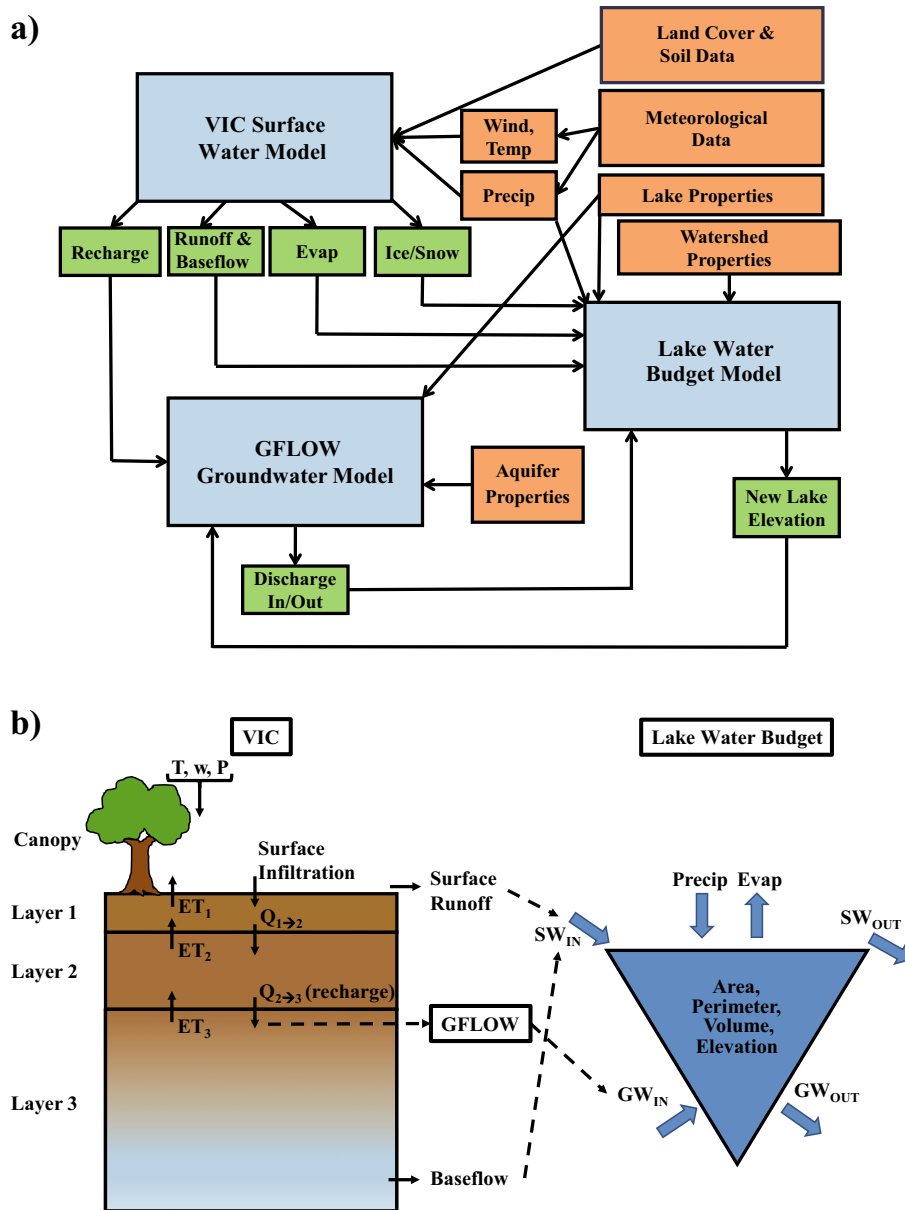 a)
Land Cover &
Soil Data
VIC Surface
Water Model
Wind,
Temp
Meteorological
Data
Precip
Lake Properties
Recharge
Runoff &
Baseflow
Evap
Ice/Snow
Watershed
Properties
Lake Water
Budget Model
GFLOW
Groundwater Model
Aquifer
Properties
New Lake
Elevation
Discharge
In/Out
b)
VIC
Lake Water Budget
T, w, P
Canopy
Surface
Infiltration
Surface
Runoff
Precip Evap
Layer 1
ET1
Q1→2
SWIN
SWOUT
Layer 2
ET2
Q2→3 (recharge)
Area,
Perimeter,
Volume,
Elevation
ET3
GFLOW
Layer 3
GWIN
GWOUT
Baseflow